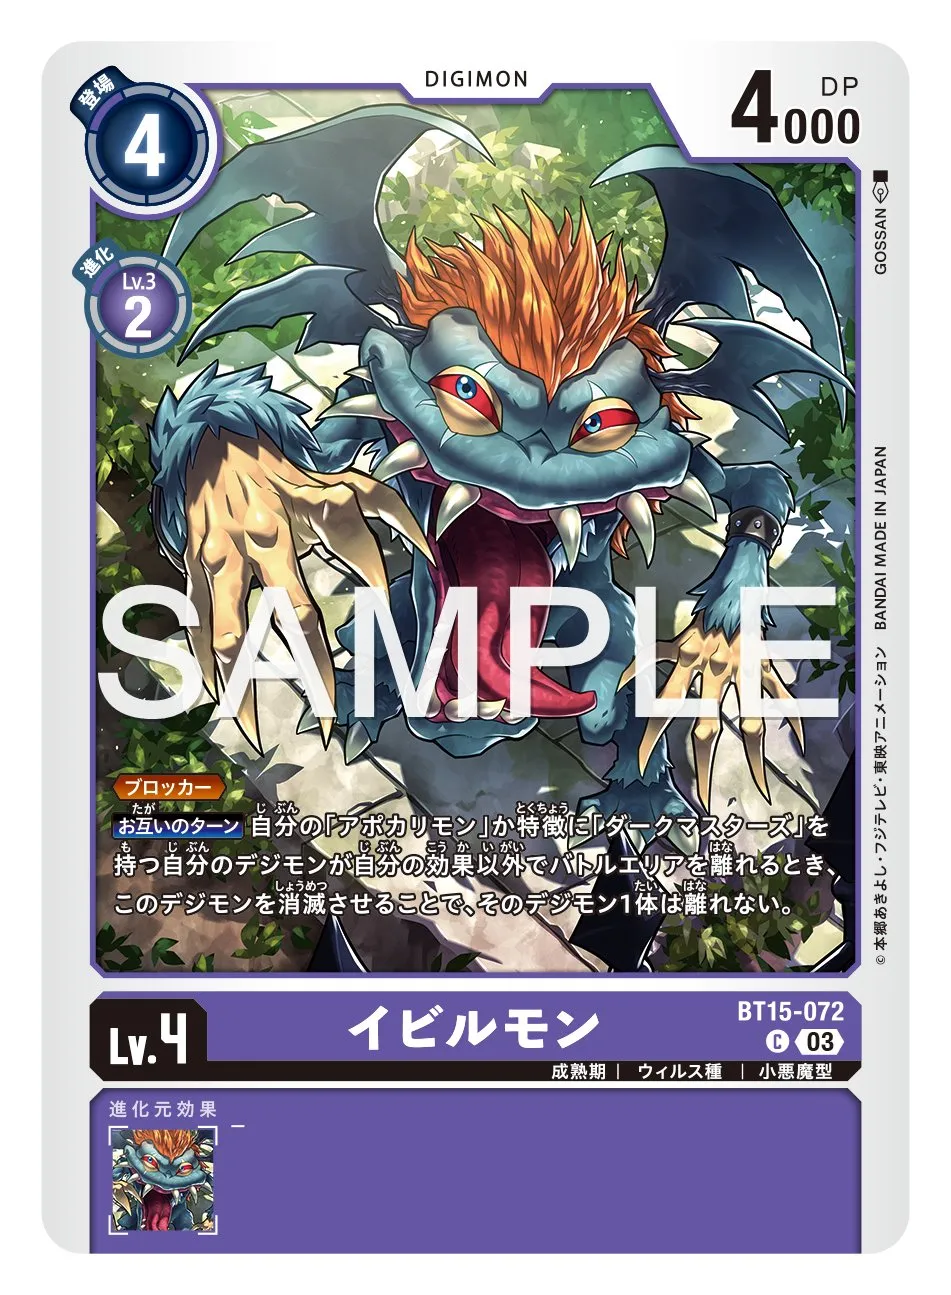 DIGIMON
登場
4
4000
DP
進化
Lv.3
2
GOSSAN
BANDAI MADE IN JAPAN
©本郷あきよし・フジテレビ・東映アニメーション
SAMPLE
ブロッカー
お互いのターン 自分の「アポカリモン」か特徴に「ダークマスターズ」を
持つ自分のデジモンが自分の効果以外でバトルエリアを離れるとき、
このデジモンを消滅させることで、そのデジモン1体は離れない。
Lv.4
イビルモン
BT15-072
C 03
成熟期 | ウィルス種 | 小悪魔型
進化元効果
–